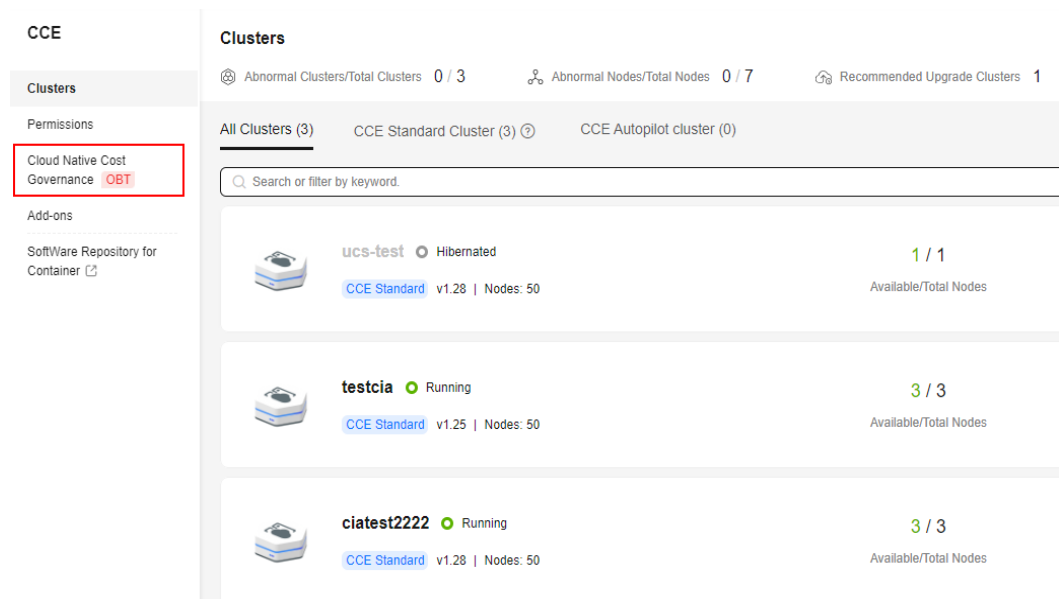 CCE
Clusters
Permissions
Cloud Native Cost
Governance OBT
Add-ons
SoftWare Repository for
Container
Clusters
Abnormal Clusters/Total Clusters 0 / 3 Abnormal Nodes/Total Nodes 0 / 7 Recommended Upgrade Clusters 1
All Clusters (3) CCE Standard Cluster (3) CCE Autopilot cluster (0)
Search or filter by keyword.
ucs-test Hibernated
CCE Standard v1.28 | Nodes: 50
1 / 1
Available/Total Nodes
testcia Running
CCE Standard v1.25 | Nodes: 50
3 / 3
Available/Total Nodes
ciatest2222 Running
CCE Standard v1.28 | Nodes: 50
3 / 3
Available/Total Nodes